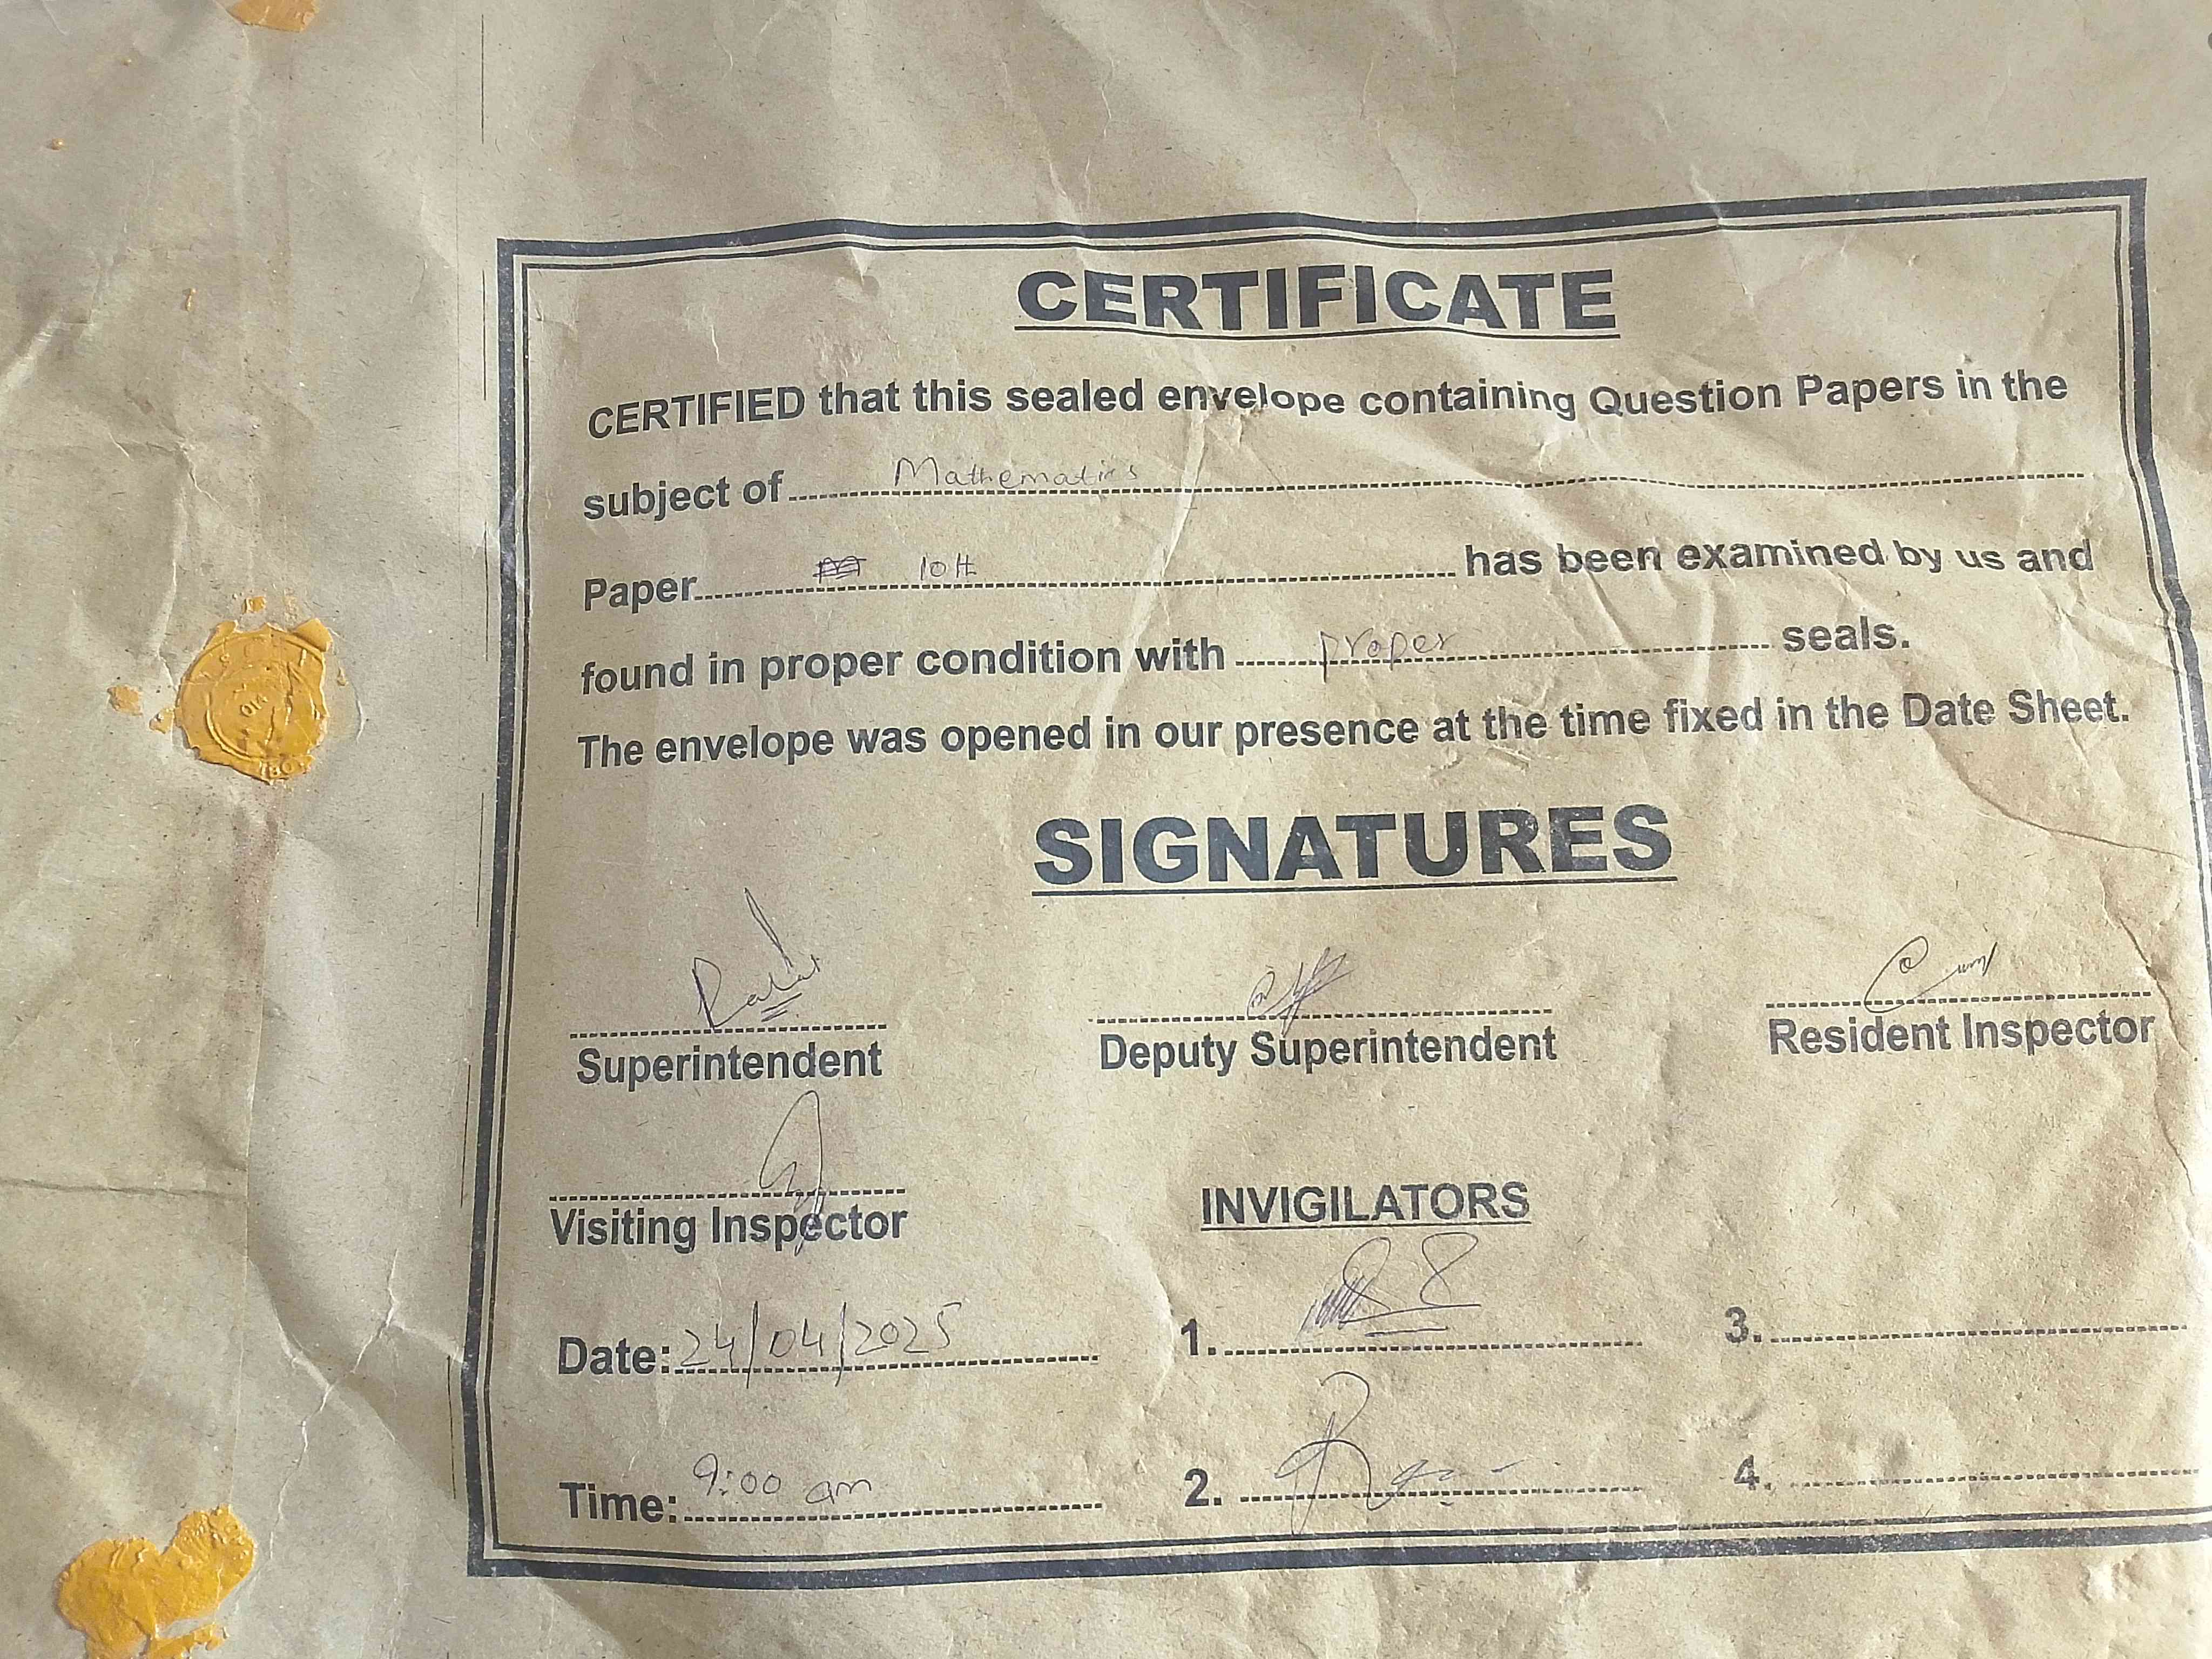 CERTIFICATE
CERTIFIED that this sealed envelope containing Question Papers in the
subject of Mathematics
Paper 10th has been examined by us and
found in proper condition with proper seals.
The envelope was opened in our presence at the time fixed in the Date Sheet.
SIGNATURES
Superintendent Deputy Superintendent Resident Inspector
Visiting Inspector INVIGILATORS
Date: 24/04/2025 1. 3.
Time: 9:00 am 2. 4.